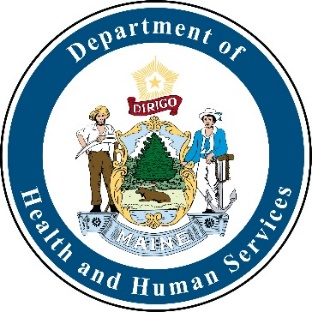 Department of
DIRIGO
MAINE
Health and Human Services